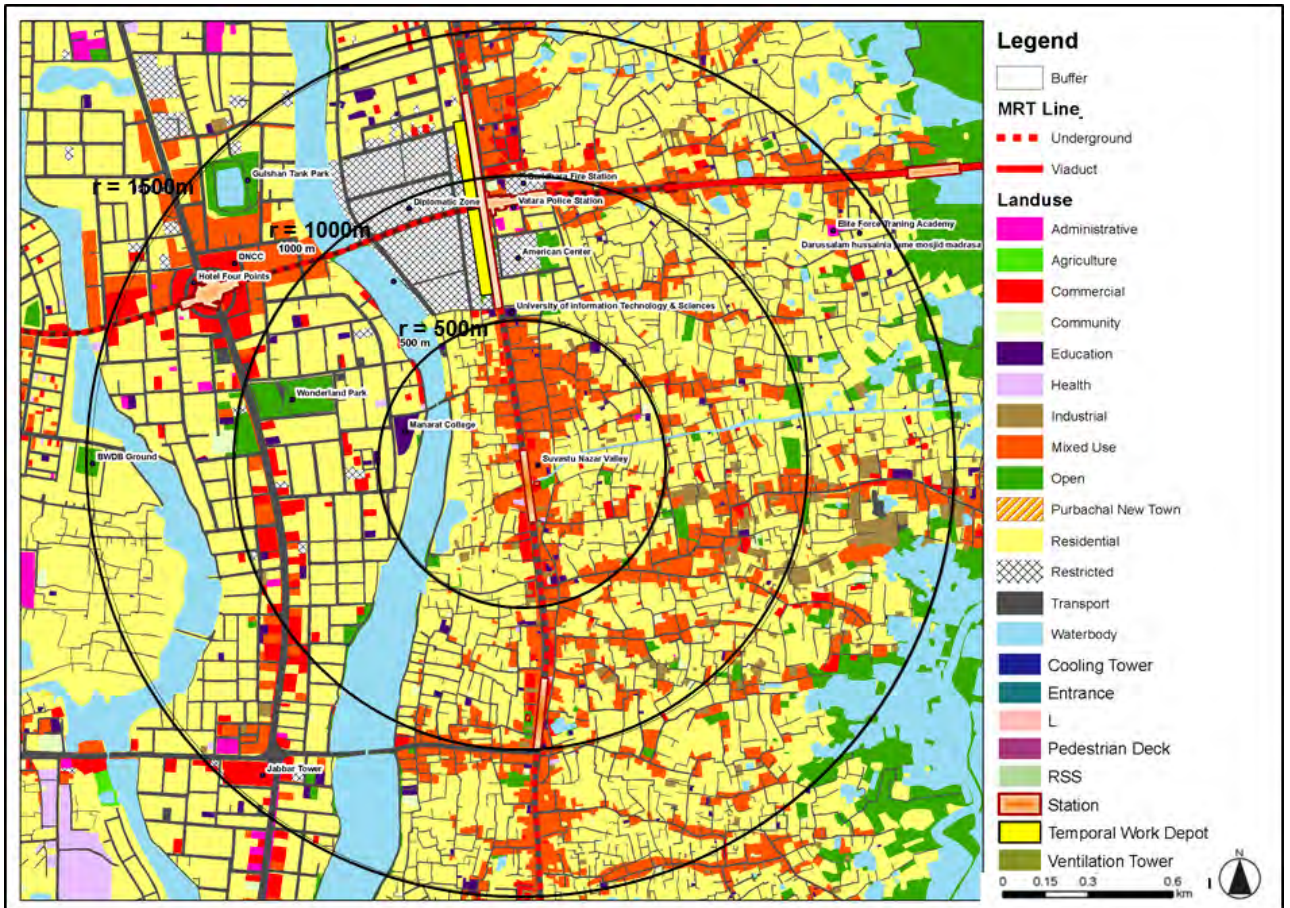 Legend
Buffer
MRT Line
Underground
Viaduct
Landuse
Administrative
Agriculture
Commercial
Community
Education
Health
Industrial
Mixed Use
Open
Purbachal New Town
Residential
Restricted
Transport
Waterbody
Cooling Tower
Entrance
L
Pedestrian Deck
RSS
Station
Temporal Work Depot
Ventilation Tower
N
0 0.15 0.3 0.6
km
r = 1500m
Gulshan Tank Park
Fire Station
Diplomatic Zone
Vatara Police Station
r = 1000m
1000 m
Elite Force Traning Academy
Darussalam hussainia jame mosjid madrasa
DNCC
American Center
Hotel Four Points
University of Information Technology & Sciences
r = 500m
500 m
Wonderland Park
Manarat College
BWDB Ground
Suvastu Nazar Valley
Jabbar Tower